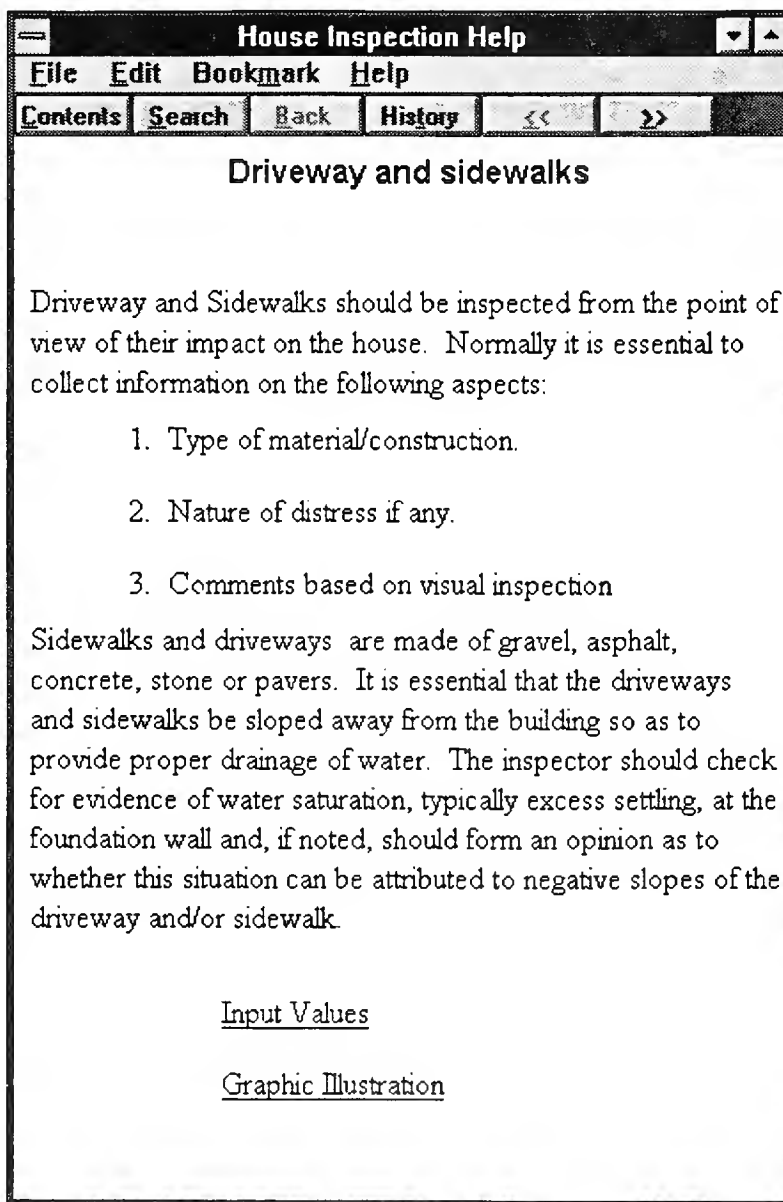 House Inspection Help
File Edit Bookmark Help
Contents Search Back History << >>
Driveway and sidewalks
Driveway and Sidewalks should be inspected from the point of
view of their impact on the house. Normally it is essential to
collect information on the following aspects:
1. Type of material/construction.
2. Nature of distress if any.
3. Comments based on visual inspection
Sidewalks and driveways are made of gravel, asphalt,
concrete, stone or pavers. It is essential that the driveways
and sidewalks be sloped away from the building so as to
provide proper drainage of water. The inspector should check
for evidence of water saturation, typically excess settling, at the
foundation wall and, if noted, should form an opinion as to
whether this situation can be attributed to negative slopes of the
driveway and/or sidewalk.
Input Values
Graphic Illustration